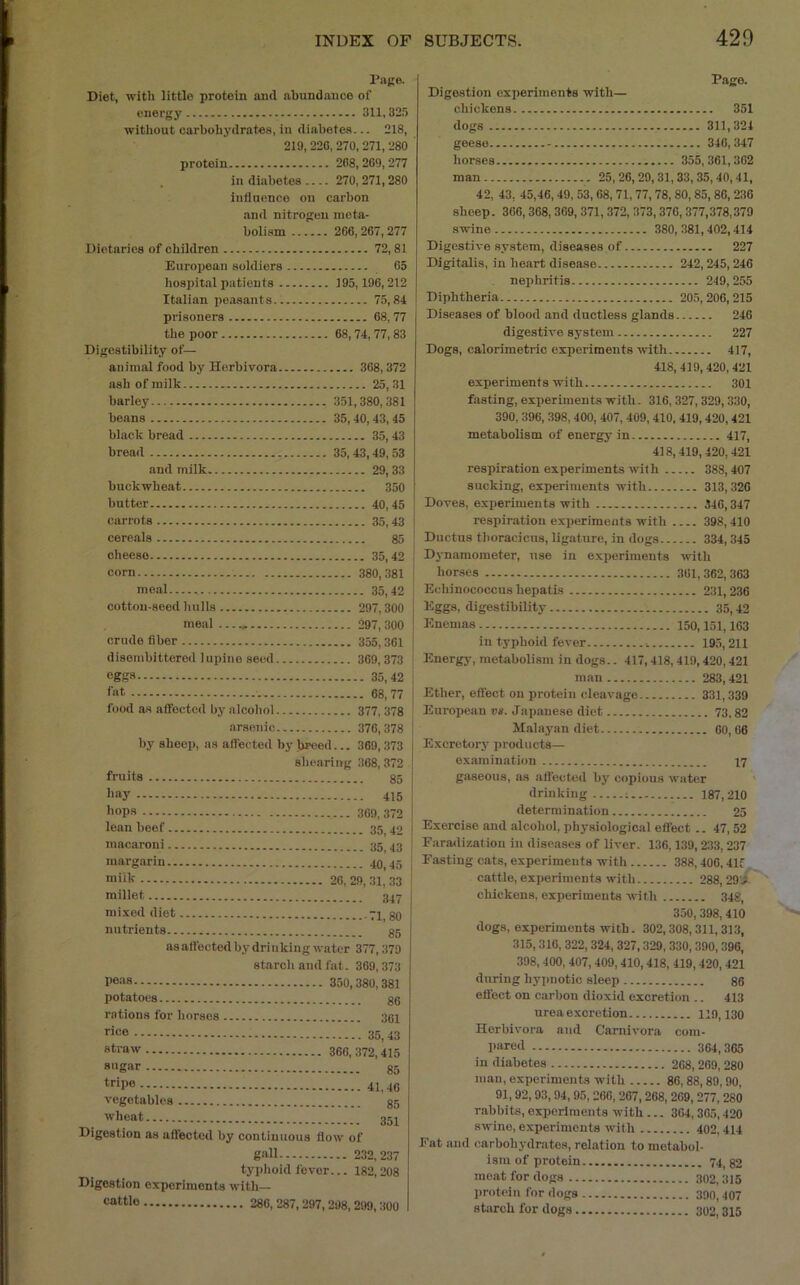 INDEX OF SUBJECTS. 429
Page.
Diet, with little protein and abundance of
energy ........ 311, 325
without carbohydrates, in diabetes... 218,
219, 226, 270, 271, 280
protein ........ 268, 269, 277
in diabetes .... 270, 271, 280
influence on carbon
and nitrogen meta-
bolism ...... 266, 267, 277
Dietaries of children ........ 72, 81
European soldiers ........ 65
hospital patients ........ 195, 196, 212
Italian peasants ........ 75, 84
prisoners ........ 68, 77
the poor ........ 68, 74, 77, 83
Digestibility of—
animal food by Herbivora ........ 368, 372
ash of milk ........ 25, 31
barley ........ 351, 380, 381
beans ........ 35, 40, 43, 45
black bread ........ 35, 43
bread ........ 35, 43, 49, 53
and milk ........ 29, 33
buckwheat ........ 350
butter ........ 40, 45
carrots ........ 35, 43
cereals ........ 85
cheese ........ 35, 42
corn ........ 380, 381
meal ........ 35, 42
cotton-seed hulls ........ 297, 300
meal ........ 297, 300
crude fiber ........ 355, 361
disembittered lupine seed ........ 369, 373
eggs ........ 35, 42
fat ........ 68, 77
food as affected by alcohol ........ 377, 378
arsenic ........ 376, 378
by sheep, as affected by breed... 369, 373
shearing 368, 372
fruits ........ 85
hay ........ 415
hops ........ 369, 372
lean beef ........ 35, 42
macaroni ........ 35, 43
margarin ........ 40, 45
milk ........ 26, 29, 31, 33
millet ........ 347
mixed diet ........ 71, 80
nutrients ........ 85
as affected by drinking water 377, 379
starch and fat. 369, 373
peas ........ 350, 380, 381
potatoes ........ 86
rations for horses ........ 361
rice ........ 35, 43
straw ........ 366, 372, 415
sugar ........ 85
tripe ........ 41, 46
vegetables ........ 85
wheat ........ 351
Digestion as affected by continuous flow of
gall ........ 232, 237
typhoid fever... 182, 208
Digestion experiments with—
cattle ........ 286, 287, 297, 298, 299, 300
Page.
Digestion experiments with—
chickens ........ 351
dogs ........ 311, 324
geese ........ 346, 347
horses ........ 355, 361, 362
man ........ 25, 26, 29, 31, 33, 35, 40, 41,
42, 43, 45,46, 49, 53, 68, 71, 77, 78, 80, 85, 86, 236
sheep. 366, 368, 369, 371, 372, 373, 376, 377,378,379
swine ........ 380, 381, 402, 414
Digestive system, diseases of ........ 227
Digitalis, in heart disease ........ 242, 245, 246
nephritis ........ 249, 255
Diphtheria ........ 205, 206, 215
Diseases of blood and ductless glands ...... 246
digestive system ........ 227
Dogs, calorimetric experiments with ....... 417,
418, 419, 420, 421
experiments with ........ 301
fasting, experiments with. 316, 327, 329, 330,
390, 396, 398, 400, 407, 409, 410, 419, 420, 421
metabolism of energy in ........ 417,
418, 419, 420, 421
respiration experiments with ..... 388, 407
sucking, experiments with ........ 313, 326
Doves, experiments with ........ 346, 347
respiration experiments with .... 398, 410
Ductus thoracicus, ligature, in dogs ...... 334, 345
Dynamometer, use in experiments with
horses ........ 361, 362, 363
Echinococcus hepatis ........ 231, 236
Eggs, digestibility ........ 35, 42
Enemas ........ 150, 151, 163
in typhoid fever ........ 195, 211
Energy, metabolism in dogs.. 417, 418, 419, 420, 421
man ........ 283, 421
Ether, effect on protein cleavage ........ 331, 339
European vs. Japanese diet ........ 73, 82
Malayan diet ........ 60, 66
Excretory products—
examination ........ 17
gaseous, as affected by copious water
drinking ........ 187, 210
determination ........ 25
Exercise and alcohol, physiological effect .. 47, 52
Faradization in diseases of liver. 136, 139, 233, 237
Fasting cats, experiments with ...... 388, 406,
cattle, experiments with ........ 288,
chickens, experiments with ....... 348,
350, 398, 410
dogs, experiments with. 302, 308, 311, 313,
315, 316, 322, 324, 327, 329, 330, 390, 396,
398, 400, 407, 409, 410, 418, 419, 420, 421
during hypnotic sleep ........ 86
effect on carbon dioxid excretion .. 413
urea excretion ........ 119, 130
Herbivora and Carnivora com-
pared ........ 364, 365
in diabetes ........ 268, 269, 280
man, experiments with ..... 86, 88, 89, 90,
91, 92, 93, 94, 95, 266, 267, 268, 269, 277, 280
rabbits, experiments with ... 364, 365, 420
swine, experiments with ........ 402, 414
Fat and carbohydrates, relation to metabol-
ism of protein ........ 74, 82
meat for dogs ........ 302, 315
protein for dogs ........ 390, 407
starch for dogs ........ 302, 315